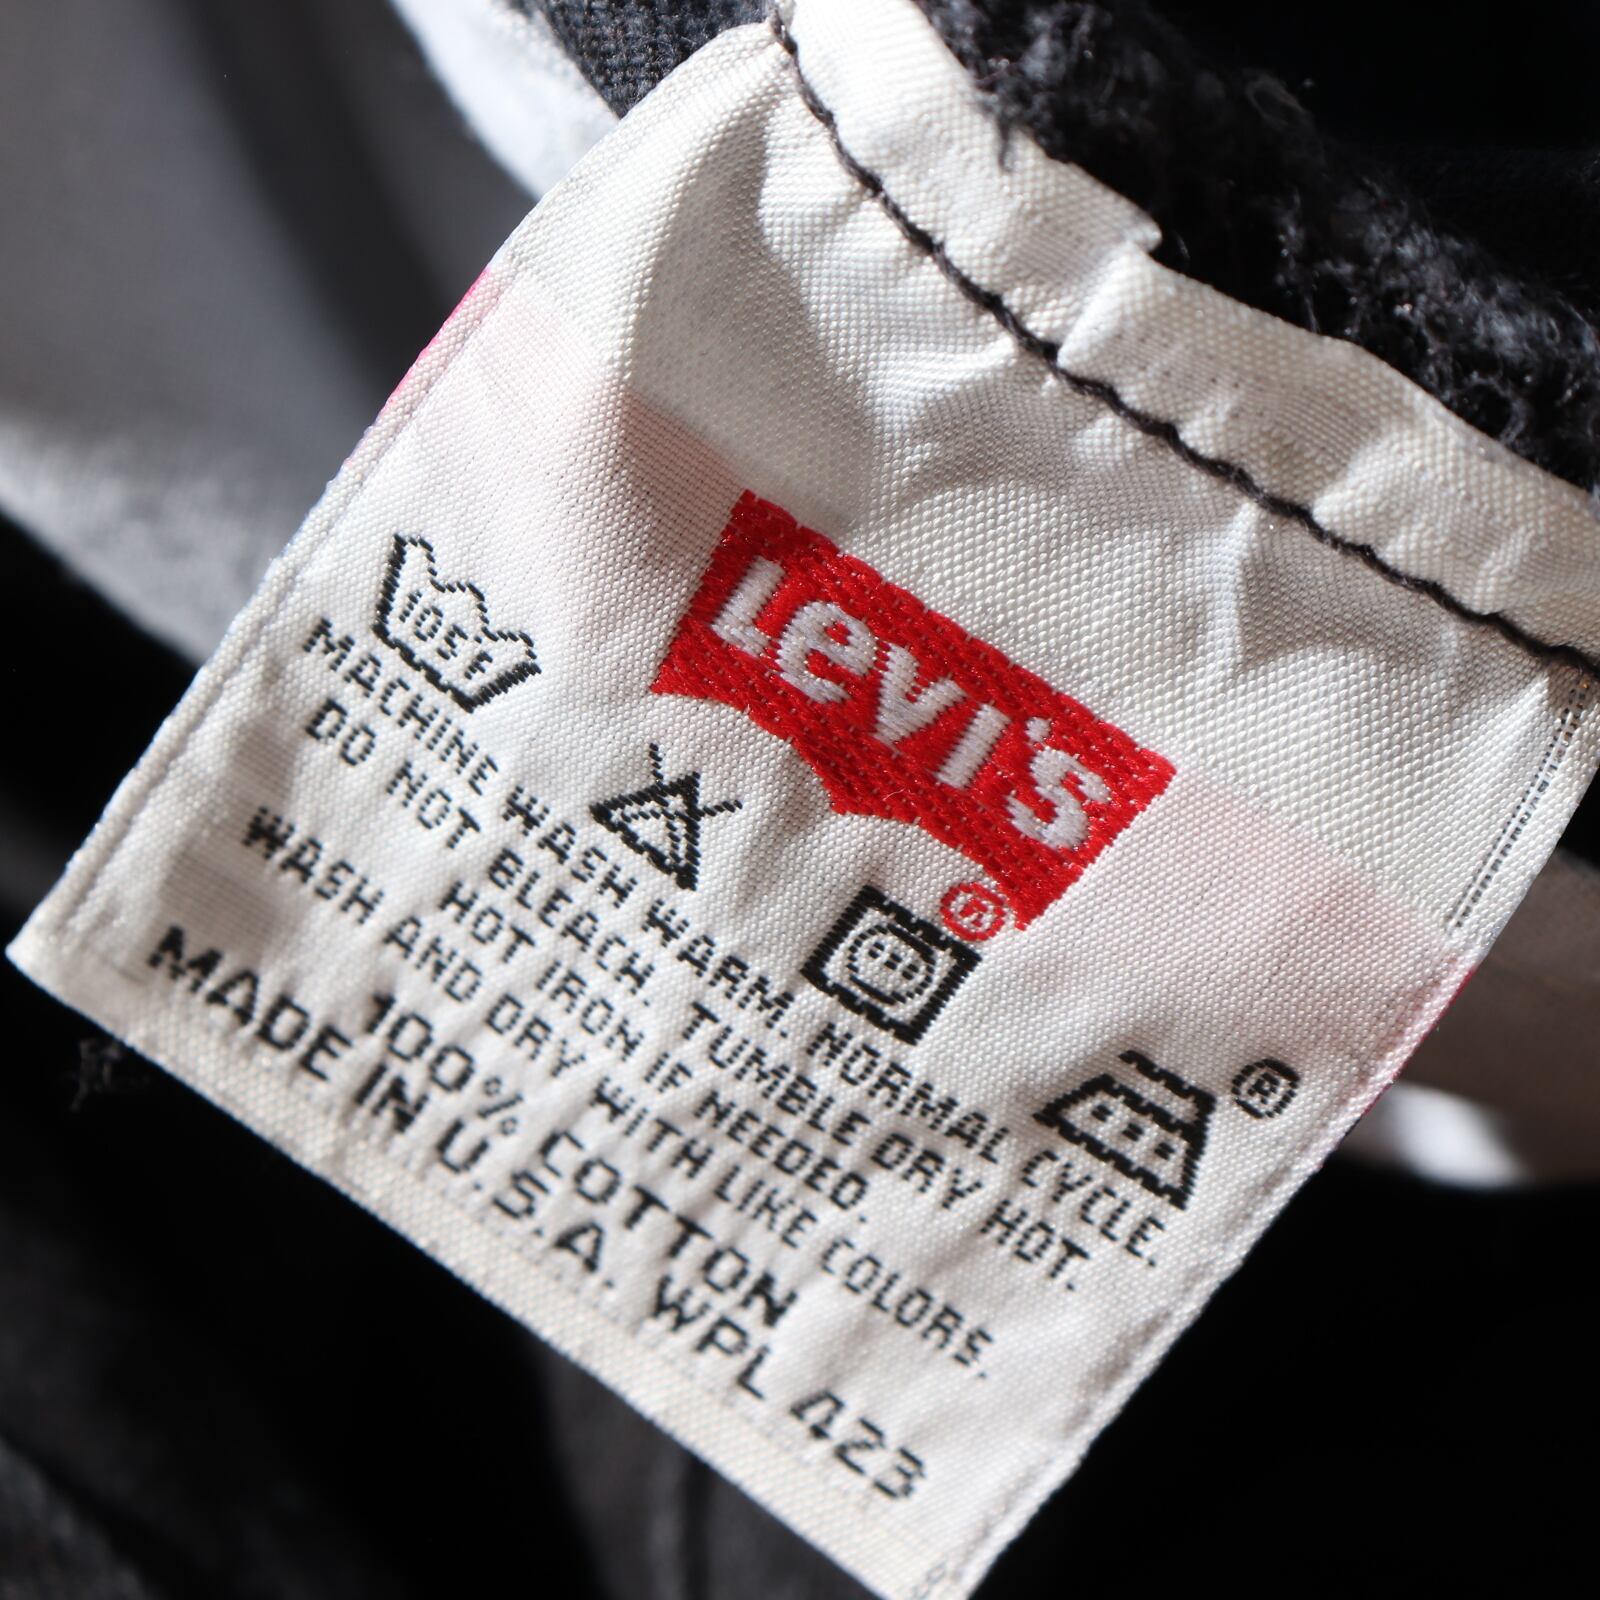 Levi's
®
105F
®
MACHINE WASH WARM. NORMAL CYCLE.
DO NOT BLEACH. TUMBLE DRY HOT.
HOT IRON IF NEEDED.
WASH AND DRY WITH LIKE COLORS.
100% COTTON
MADE IN U.S.A. WPL 423